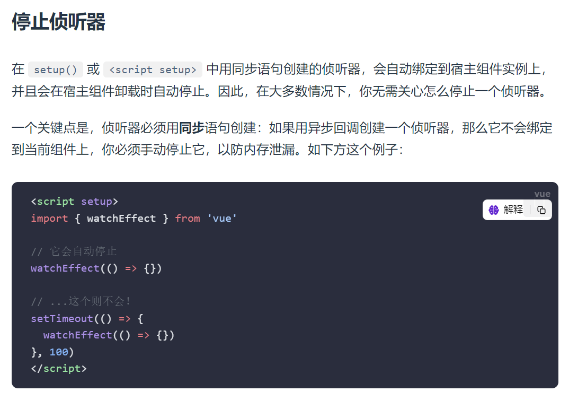 停止侦听器
在 setup() 或 <script setup> 中用同步语句创建的侦听器，会自动绑定到宿主组件实例上，
并且会在宿主组件卸载时自动停止。因此，在大多数情况下，你无需关心怎么停止一个侦听器。
一个关键点是，侦听器必须用同步语句创建：如果用异步回调创建一个侦听器，那么它不会绑定
到当前组件上，你必须手动停止它，以防内存泄漏。如下方这个例子：
vue
<script setup>
import { watchEffect } from 'vue'
解释
// 它会自动停止
watchEffect(() => {})
// ...这个则不会！
setTimeout(() => {
watchEffect(() => {})
}, 100)
</script>